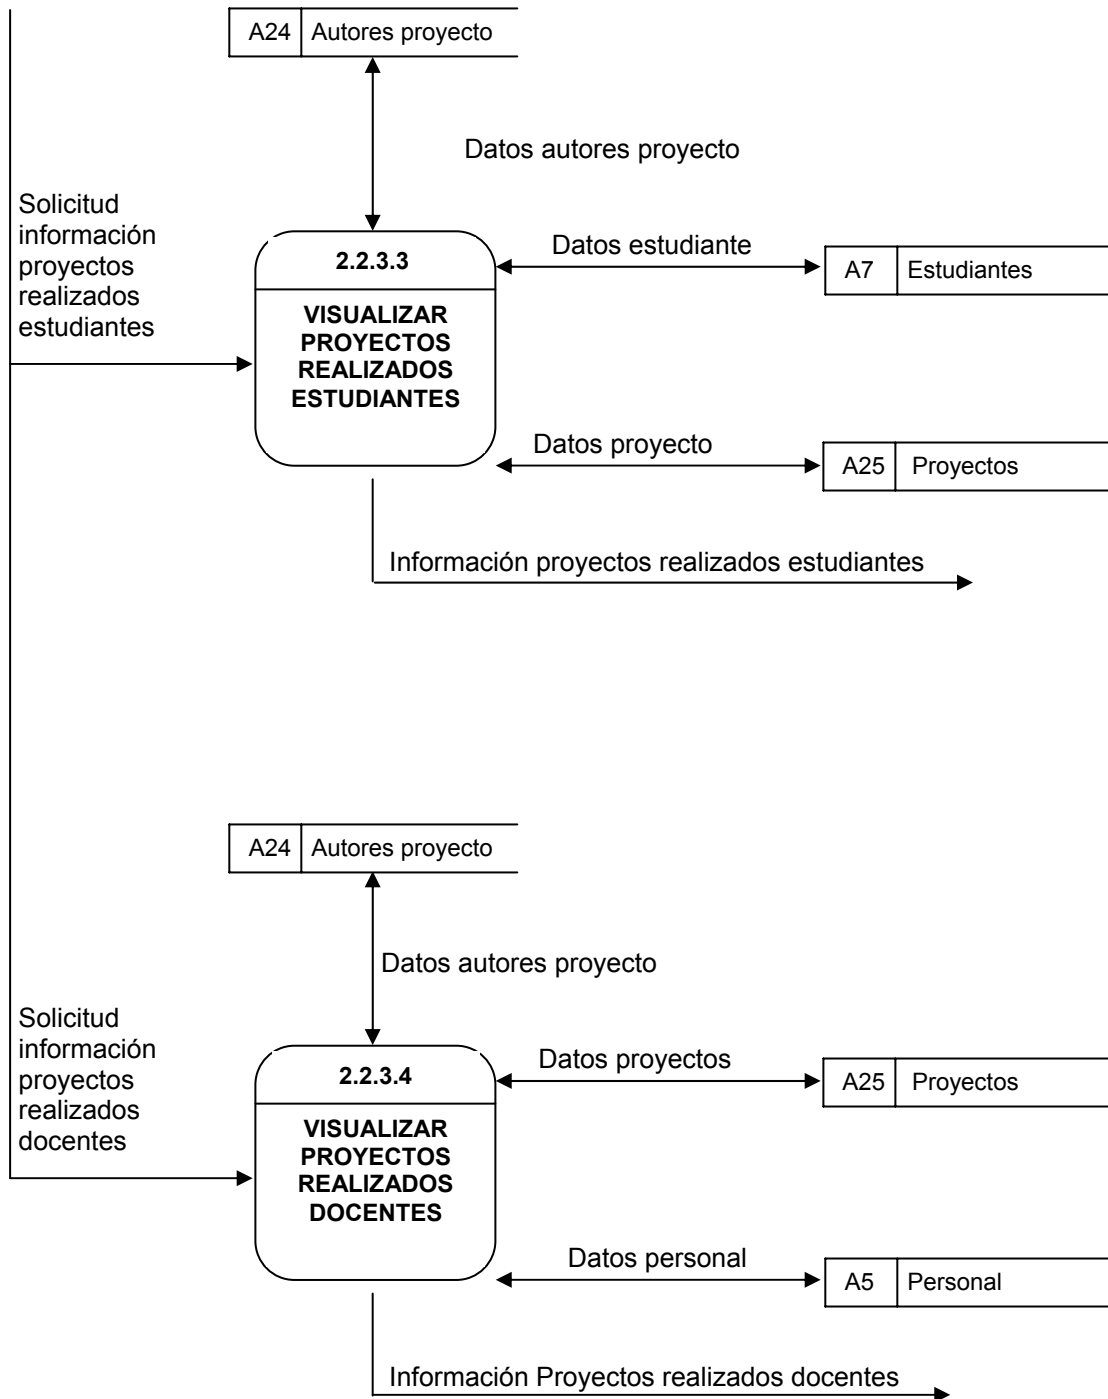 A24 Autores proyecto
Datos autores proyecto
Solicitud
información
proyectos
realizados
estudiantes
2.2.3.3
VISUALIZAR
PROYECTOS
REALIZADOS
ESTUDIANTES
Datos estudiante
A7 Estudiantes
Datos proyecto
A25 Proyectos
Información proyectos realizados estudiantes
A24 Autores proyecto
Datos autores proyecto
Solicitud
información
proyectos
realizados
docentes
2.2.3.4
VISUALIZAR
PROYECTOS
REALIZADOS
DOCENTES
Datos proyectos
A25 Proyectos
Datos personal
A5 Personal
Información Proyectos realizados docentes